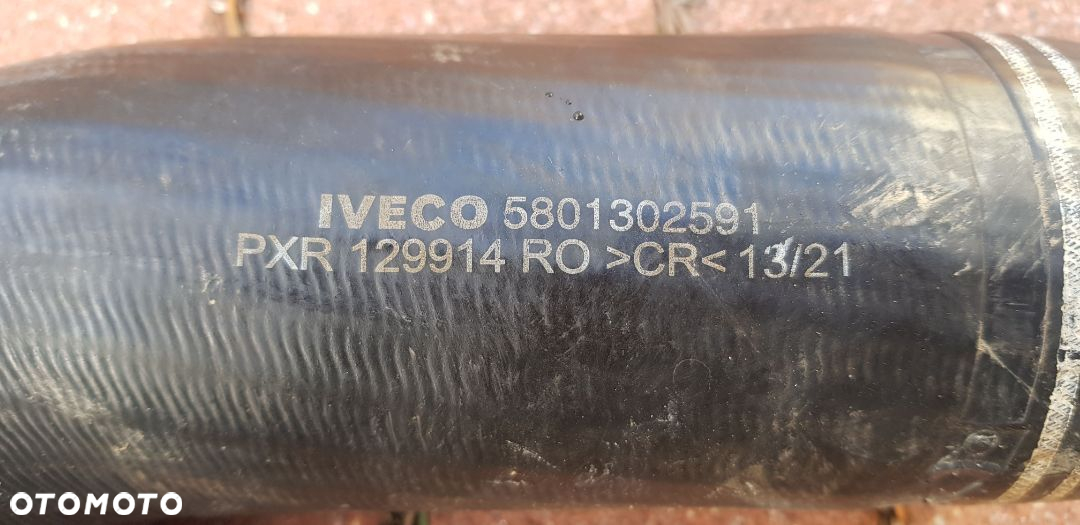 IVECO 5801302591
PXR 129914 RO >CR< 13/21
OTOMOTO